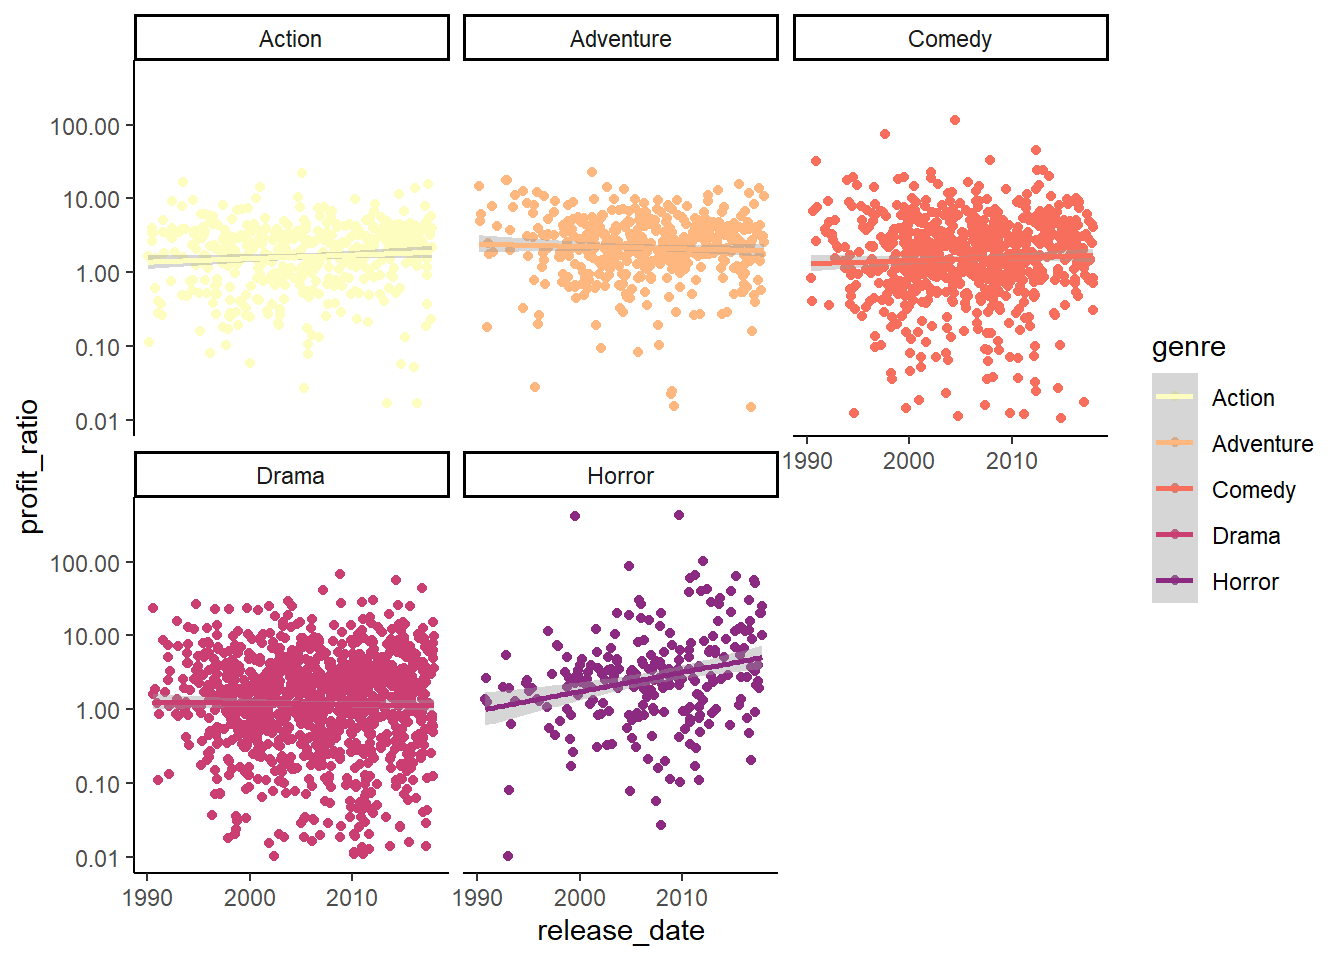 Action
Adventure
Comedy
100.00
10.00
1.00
0.10
0.01
1990
2000
2010
Drama
Horror
100.00
10.00
1.00
0.10
0.01
1990
2000
2010
1990
2000
2010
release_date
profit_ratio
genre
Action
Adventure
Comedy
Drama
Horror